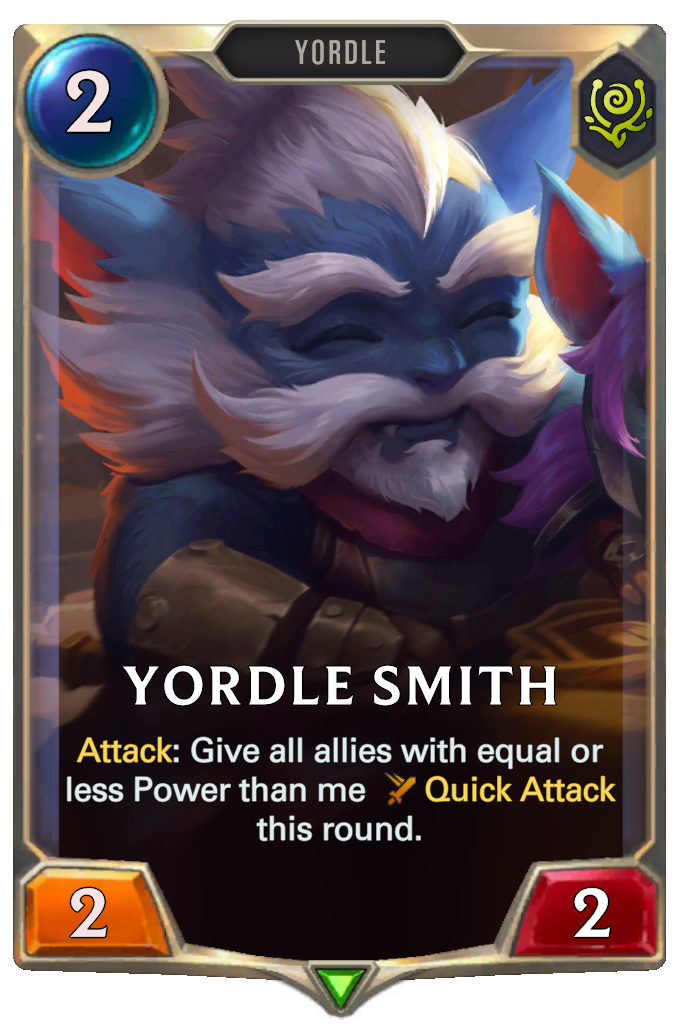 YORDLE
2
YORDLE SMITH
Attack: Give all allies with equal or
less Power than me Quick Attack
this round.
2
2